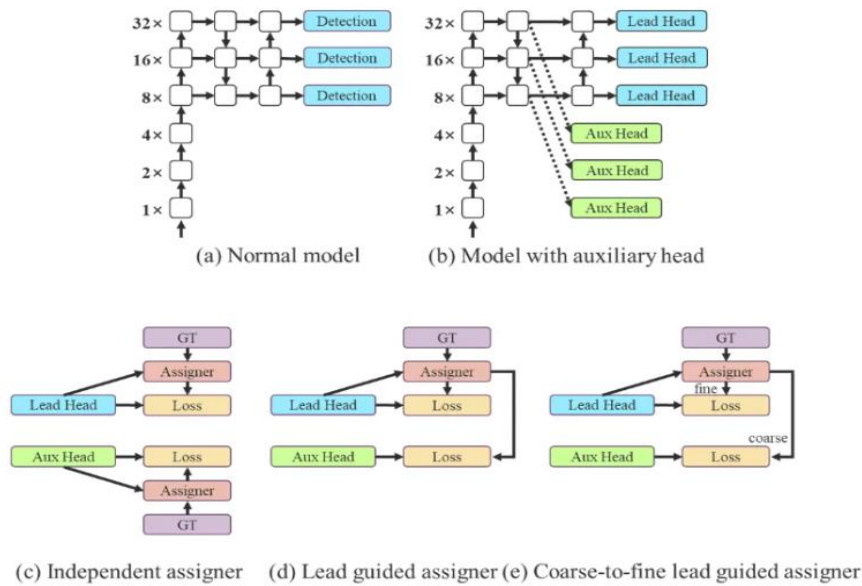 32× Detection
16× Detection
8× Detection
4×
2×
1×
(a) Normal model
32× Lead Head
16× Lead Head
8× Lead Head
4× Aux Head
2× Aux Head
1× Aux Head
(b) Model with auxiliary head
GT
Assigner
Lead Head Loss
Aux Head Loss
Assigner
GT
(c) Independent assigner
GT
Assigner
Lead Head Loss
Aux Head Loss
(d) Lead guided assigner
GT
Assigner
fine
Lead Head Loss
coarse
Aux Head Loss
(e) Coarse-to-fine lead guided assigner